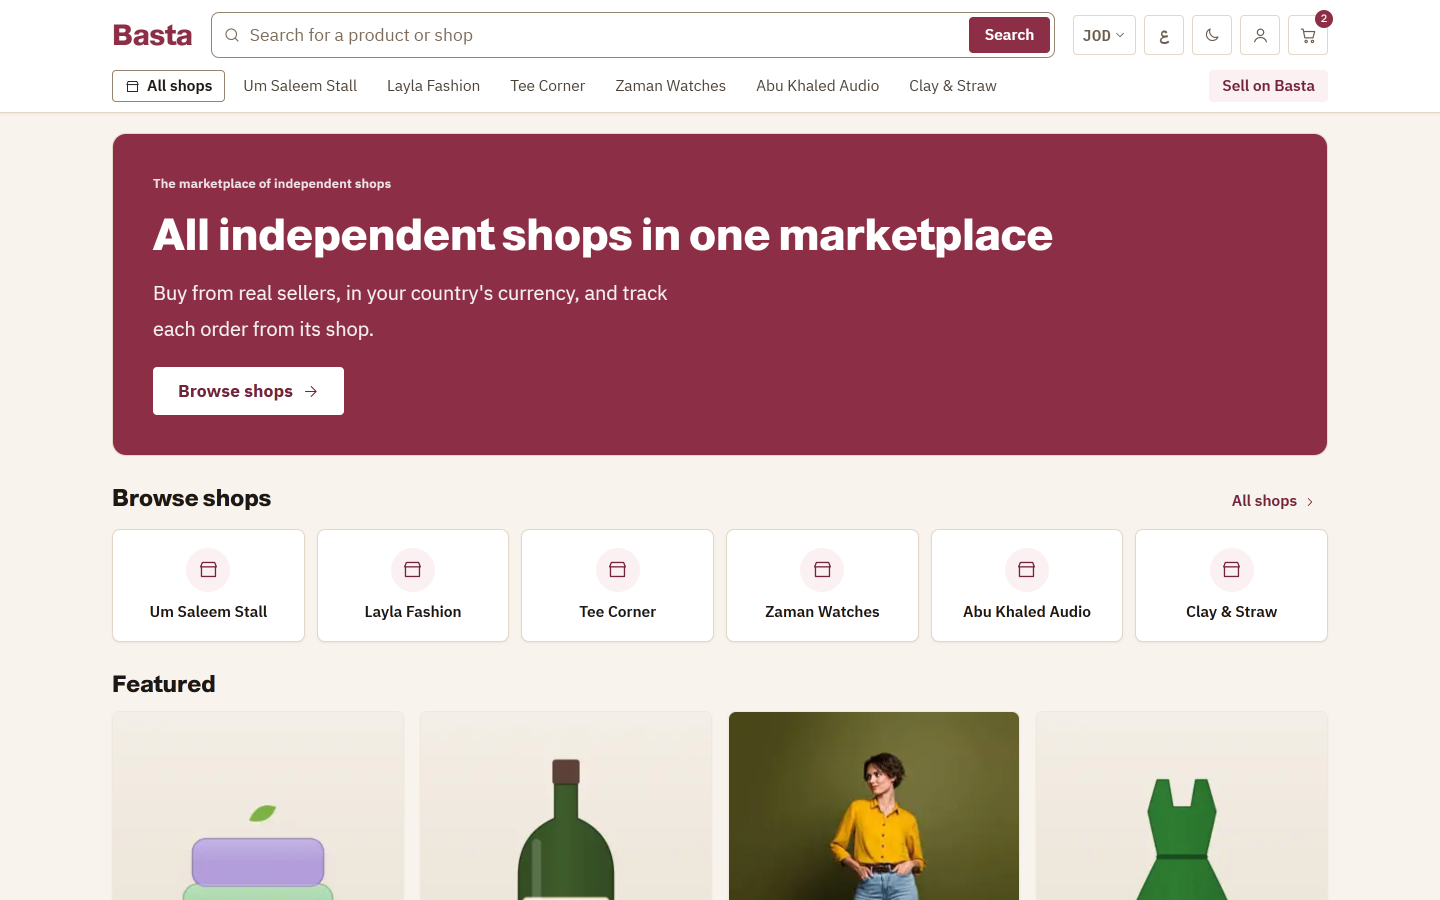 Basta
Search for a product or shop
Search
JOD
ع
2
All shops
Um Saleem Stall
Layla Fashion
Tee Corner
Zaman Watches
Abu Khaled Audio
Clay & Straw
Sell on Basta
The marketplace of independent shops
All independent shops in one marketplace
Buy from real sellers, in your country's currency, and track
each order from its shop.
Browse shops
Browse shops
All shops
Um Saleem Stall
Layla Fashion
Tee Corner
Zaman Watches
Abu Khaled Audio
Clay & Straw
Featured